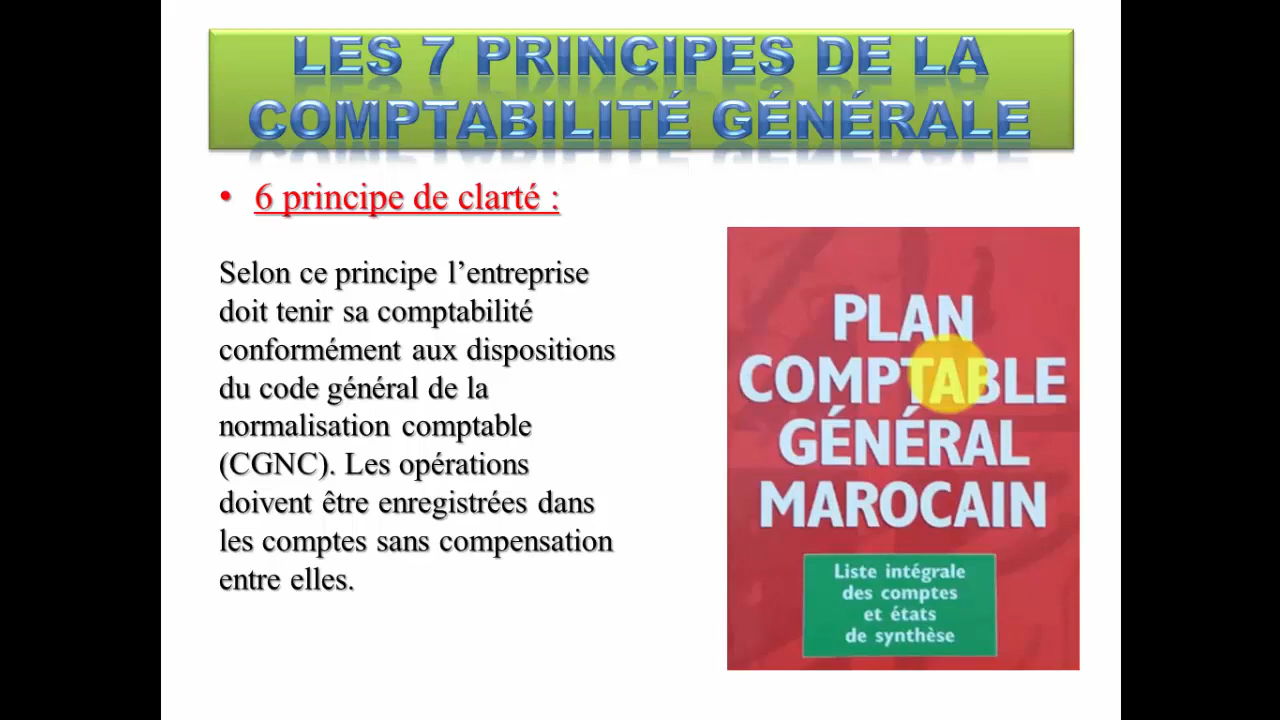 LES 7 PRINCIPES DE LA
COMPTABILITÉ GÉNÉRALE
• 6 principe de clarté :
Selon ce principe l’entreprise
doit tenir sa comptabilité
conformément aux dispositions
du code général de la
normalisation comptable
(CGNC). Les opérations
doivent être enregistrées dans
les comptes sans compensation
entre elles.
PLAN
COMPTABLE
GÉNÉRAL
MAROCAIN
Liste intégrale
des comptes
et états
de synthèse